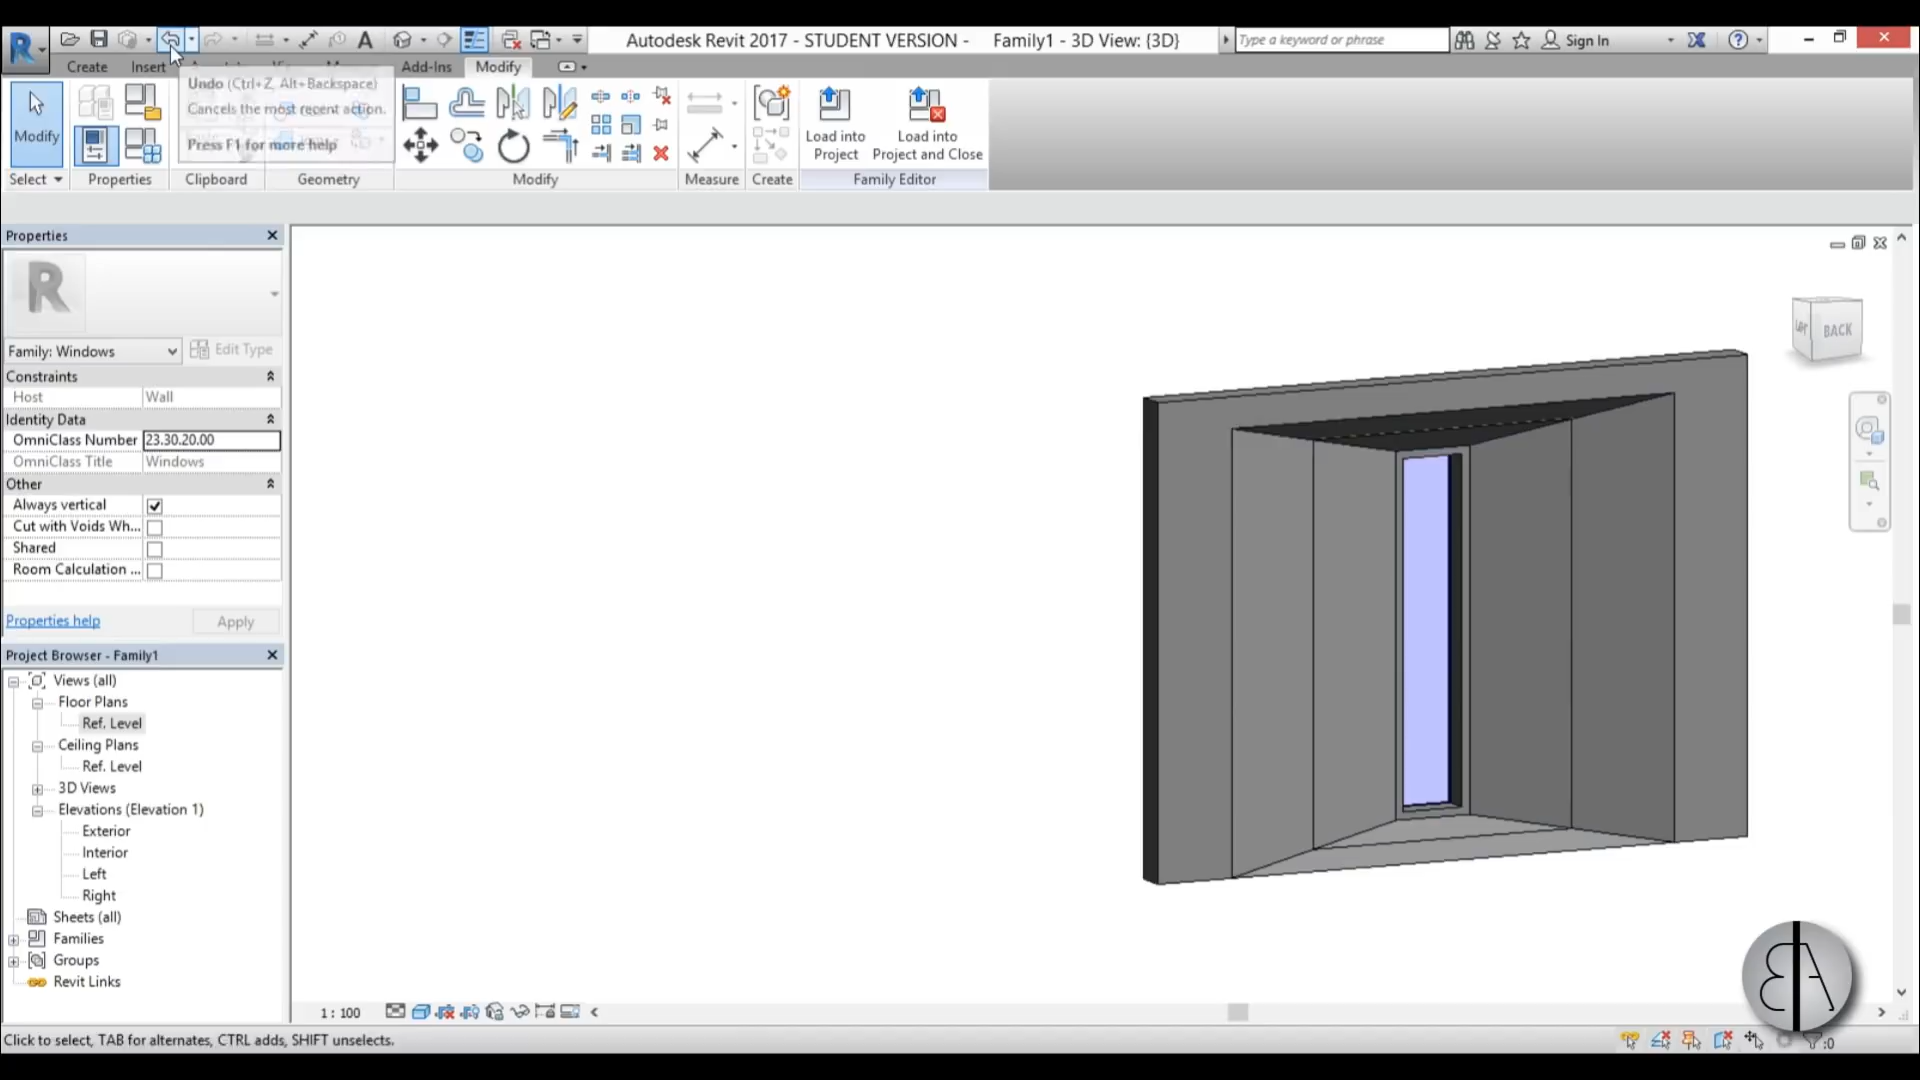 Autodesk Revit 2017 - STUDENT VERSION - Family1 - 3D View: {3D}
Type a keyword or phrase
Sign In
Create Insert Add-Ins Modify
Undo (Ctrl+Z, Alt+Backspace)
Cancels the most recent action.
Press F1 for more help
Modify
Load into Project
Load into Project and Close
Select Properties Clipboard Geometry Modify Measure Create Family Editor
Properties
R
Family: Windows
Edit Type
Constraints
Host Wall
Identity Data
OmniClass Number 23.30.20.00
OmniClass Title Windows
Other
Always vertical
Cut with Voids Wh...
Shared
Room Calculation ...
Properties help
Apply
BACK
Project Browser - Family1
Views (all)
Floor Plans
Ref. Level
Ceiling Plans
Ref. Level
3D Views
Elevations (Elevation 1)
Exterior
Interior
Left
Right
Sheets (all)
Families
Groups
Revit Links
1 : 100
Click to select, TAB for alternates, CTRL adds, SHIFT unselects.
:0